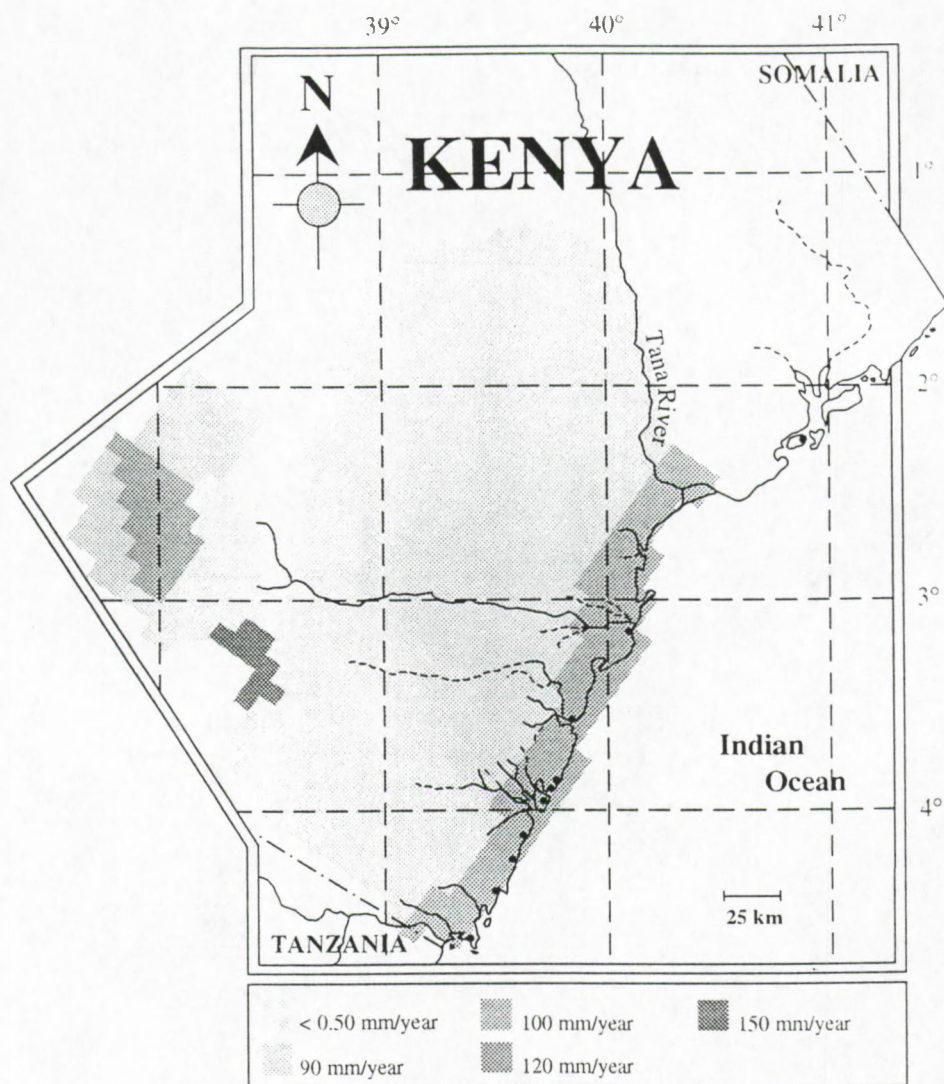 39° 40° 41°
SOMALIA
N
KENYA
1°
Tana River
2°
3°
Indian
Ocean
4°
25 km
TANZANIA
< 0.50 mm/year 100 mm/year 150 mm/year
90 mm/year 120 mm/year